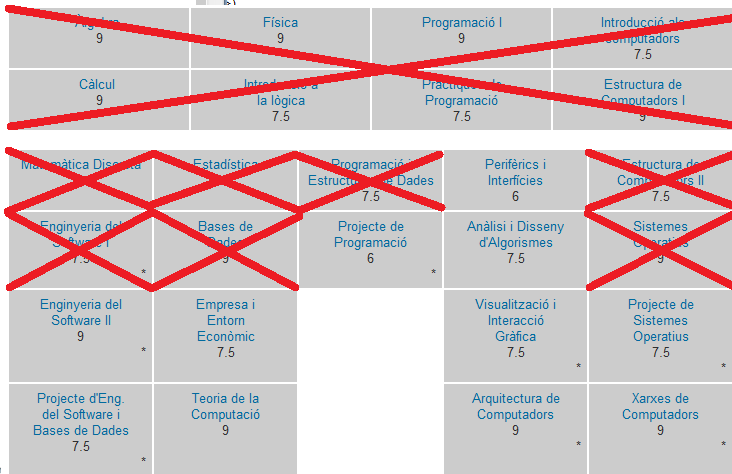 Àlgebra
9
Física
9
Programació I
9
Introducció als
Computadors
7.5
Càlcul
9
Introducció a
la lògica
7.5
Pràctiques de
Programació
7.5
Estructura de
Computadors I
9
Matemàtica Discreta
Estadística
Programació i
Estructures de Dades
7.5
Perifèrics i
Interfícies
6
Estructura de
Computadors II
7.5
Enginyeria del
Software I
7.5
*
Bases de
Dades
9
Projecte de
Programació
6
*
Anàlisi i Disseny
d'Algorismes
7.5
Sistemes
Operatius
9
Enginyeria del
Software II
9
*
Empresa i
Entorn
Econòmic
7.5
Visualització i
Interacció
Gràfica
7.5
*
Projecte de
Sistemes
Operatius
7.5
*
Projecte d'Eng.
del Software i
Bases de Dades
7.5
*
Teoria de la
Computació
9
Arquitectura de
Computadors
9
*
Xarxes de
Computadors
9
*